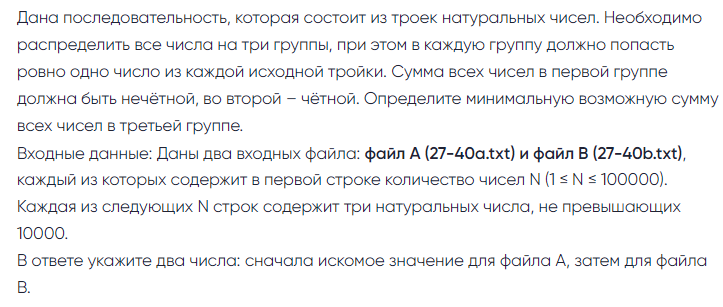 Дана последовательность, которая состоит из троек натуральных чисел. Необходимо
распределить все числа на три группы, при этом в каждую группу должно попасть
ровно одно число из каждой исходной тройки. Сумма всех чисел в первой группе
должна быть нечётной, во второй – чётной. Определите минимальную возможную сумму
всех чисел в третьей группе.
Входные данные: Даны два входных файла: файл A (27-40a.txt) и файл B (27-40b.txt),
каждый из которых содержит в первой строке количество чисел N (1 ≤ N ≤ 100000).
Каждая из следующих N строк содержит три натуральных числа, не превышающих
10000.
В ответе укажите два числа: сначала искомое значение для файла A, затем для файла
B.